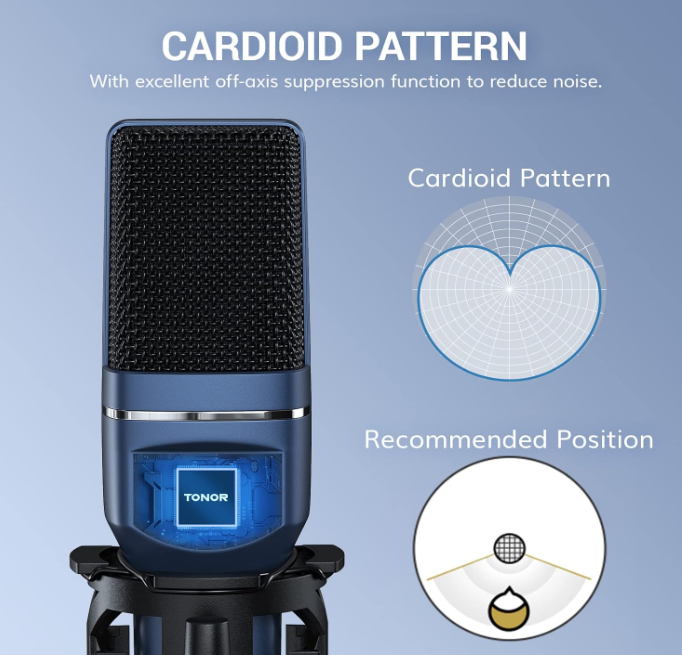 CARDIOID PATTERN
With excellent off-axis suppression function to reduce noise.
Cardioid Pattern
Recommended Position
TONOR